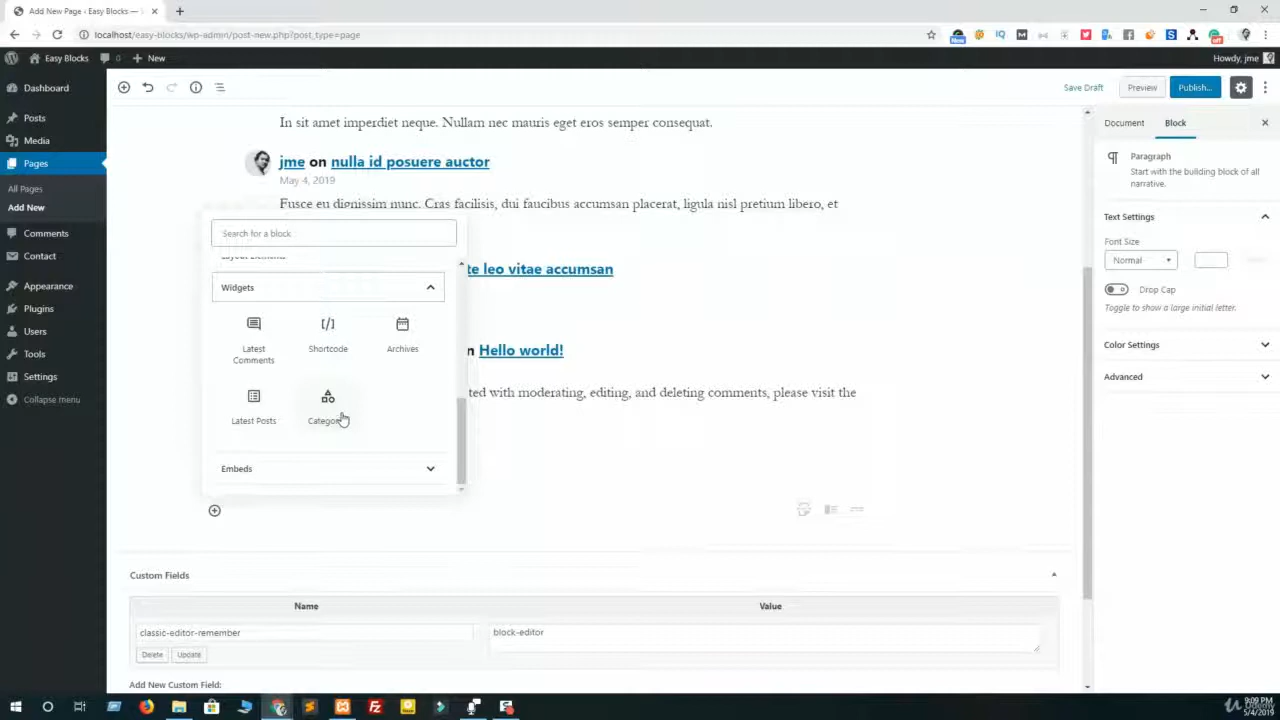 Add New Page ‹ Easy Blocks —
localhost/easy-blocks/wp-admin/post-new.php?post_type=page
Easy Blocks
0
New
Howdy, jme
Dashboard
Posts
Media
Pages
All Pages
Add New
Comments
Contact
Appearance
Plugins
Users
Tools
Settings
Collapse menu
Save Draft
Preview
Publish...
In sit amet imperdiet neque. Nullam nec mauris eget eros semper consequat.
jme on nulla id posuere auctor
May 4, 2019
Fusce eu dignissim nunc. Cras facilisis, dui faucibus accumsan placerat, ligula nisl pretium libero, et
Search for a block
Layout Elements
te leo vitae accumsan
Widgets
Latest Comments
Shortcode
Archives
n Hello world!
ted with moderating, editing, and deleting comments, please visit the
Latest Posts
Categor
Embeds
Custom Fields
Name
Value
classic-editor-remember
block-editor
Delete
Update
Add New Custom Field:
Document
Block
Paragraph
Start with the building block of all
narrative.
Text Settings
Font Size
Normal
Drop Cap
Toggle to show a large initial letter.
Color Settings
Advanced
9:09 PM
5/4/2019